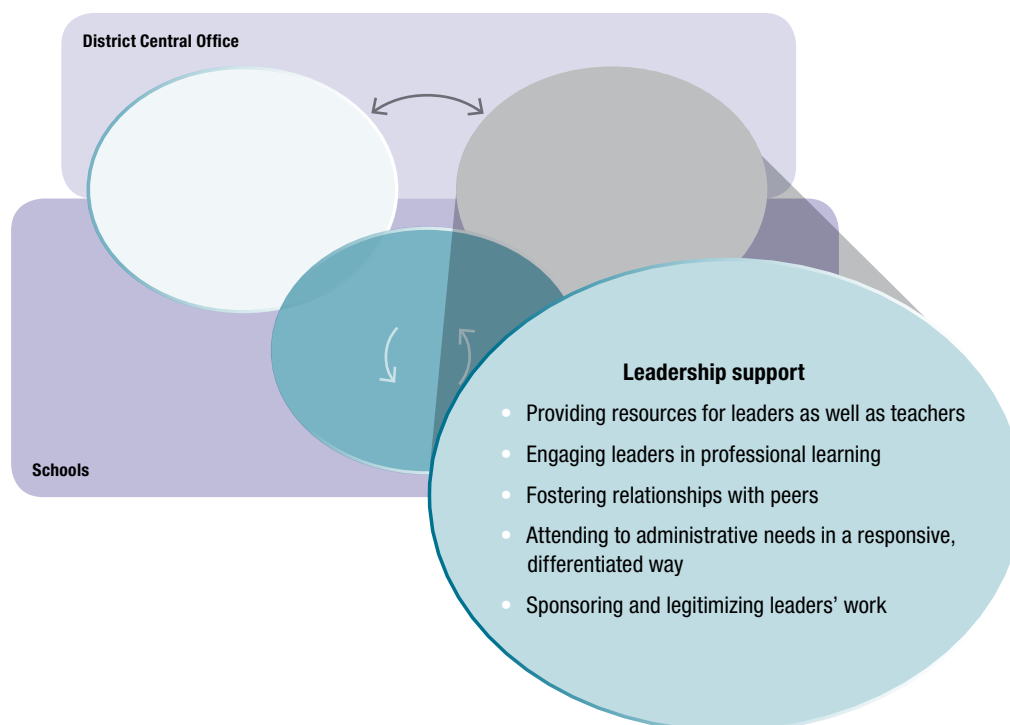 District Central Office
Leadership support
• Providing resources for leaders as well as teachers
• Engaging leaders in professional learning
• Fostering relationships with peers
• Attending to administrative needs in a responsive,
differentiated way
• Sponsoring and legitimizing leaders’ work
Schools